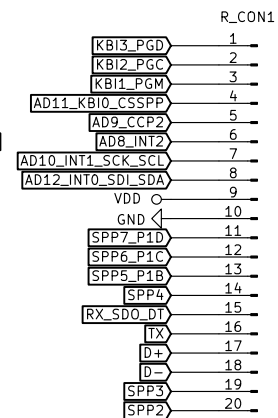 R_CON1
KBI3_PGD 1
KBI2_PGC 2
KBI1_PGM 3
AD11_KBI0_CSSPP 4
AD9_CCP2 5
AD8_INT2 6
AD10_INT1_SCK_SCL 7
AD12_INT0_SDI_SDA 8
VDD 9
GND 10
SPP7_P1D 11
SPP6_P1C 12
SPP5_P1B 13
SPP4 14
RX_SDO_DT 15
TX 16
D+ 17
D- 18
SPP3 19
SPP2 20